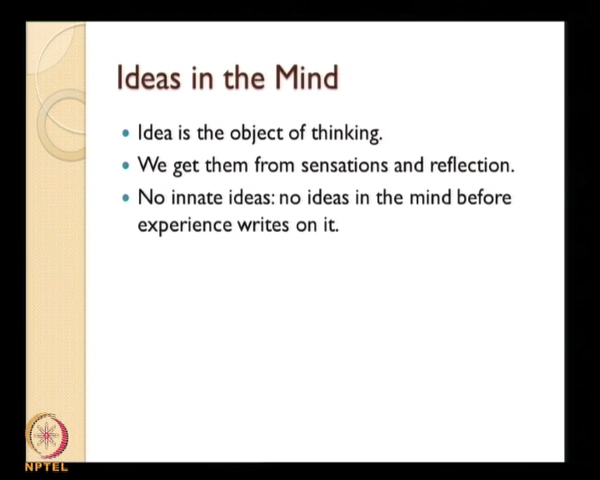 Ideas in the Mind
Idea is the object of thinking.
We get them from sensations and reflection.
No innate ideas: no ideas in the mind before
experience writes on it.
NPTEL